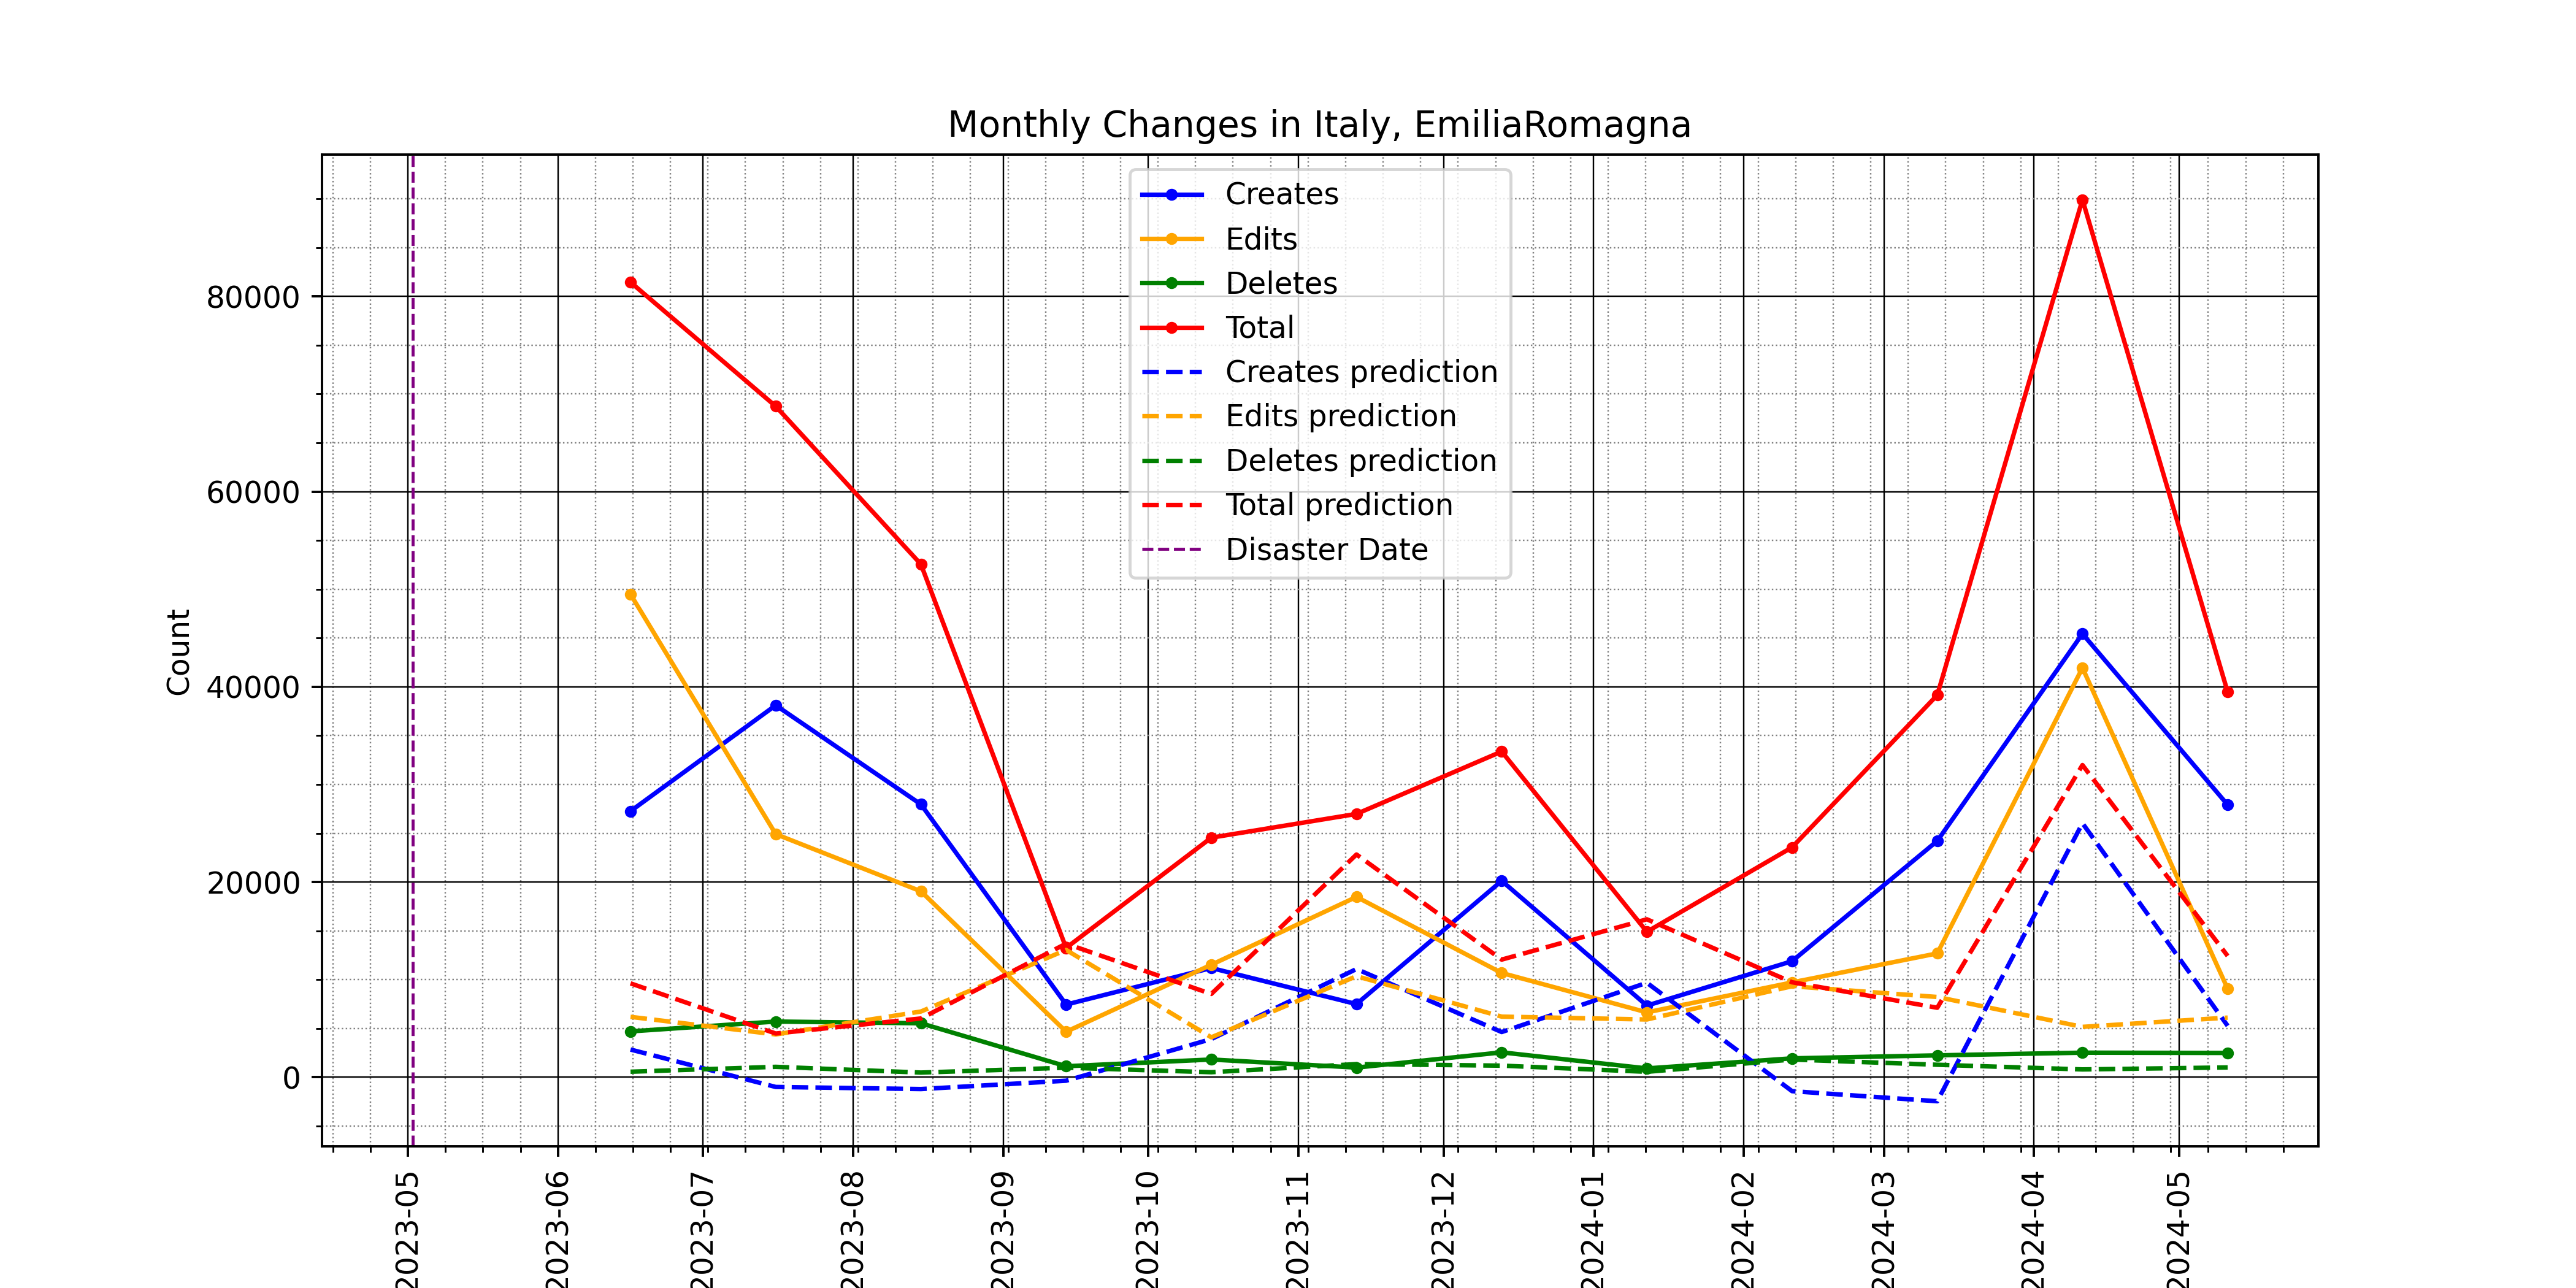 Monthly Changes in Italy, EmiliaRomagna
Creates
Edits
Deletes
Total
Creates prediction
Edits prediction
Deletes prediction
Total prediction
Disaster Date
Count
80000
60000
40000
20000
0
2023-05
2023-06
2023-07
2023-08
2023-09
2023-10
2023-11
2023-12
2024-01
2024-02
2024-03
2024-04
2024-05